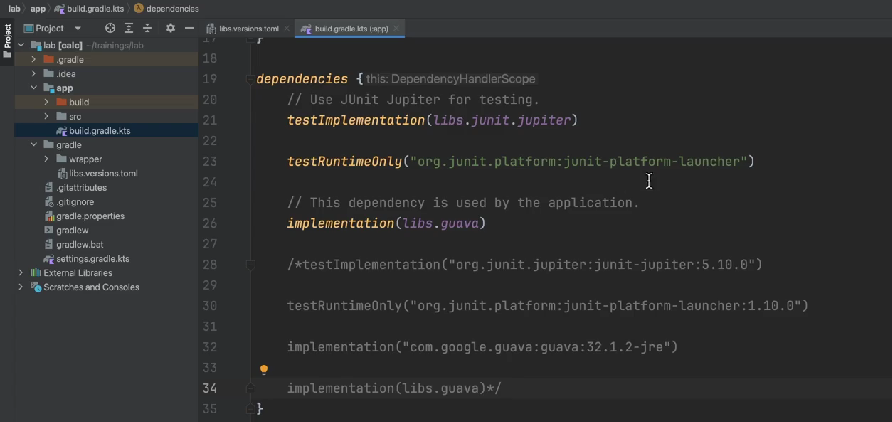 lab app build.gradle.kts dependencies
Project
Project
libs.versions.toml
build.gradle.kts (:app)
lab [calc] ~/trainings/lab
.gradle
.idea
app
build
src
build.gradle.kts
gradle
wrapper
libs.versions.toml
.gitattributes
.gitignore
gradle.properties
gradlew
gradlew.bat
settings.gradle.kts
External Libraries
Scratches and Consoles
17 }
18
19 dependencies { this: DependencyHandlerScope
20 // Use JUnit Jupiter for testing.
21 testImplementation(libs.junit.jupiter)
22
23 testRuntimeOnly("org.junit.platform:junit-platform-launcher")
24
25 // This dependency is used by the application.
26 implementation(libs.guava)
27
28 /*testImplementation("org.junit.jupiter:junit-jupiter:5.10.0")
29
30 testRuntimeOnly("org.junit.platform:junit-platform-launcher:1.10.0")
31
32 implementation("com.google.guava:guava:32.1.2-jre")
33
34 implementation(libs.guava)*/
35 }